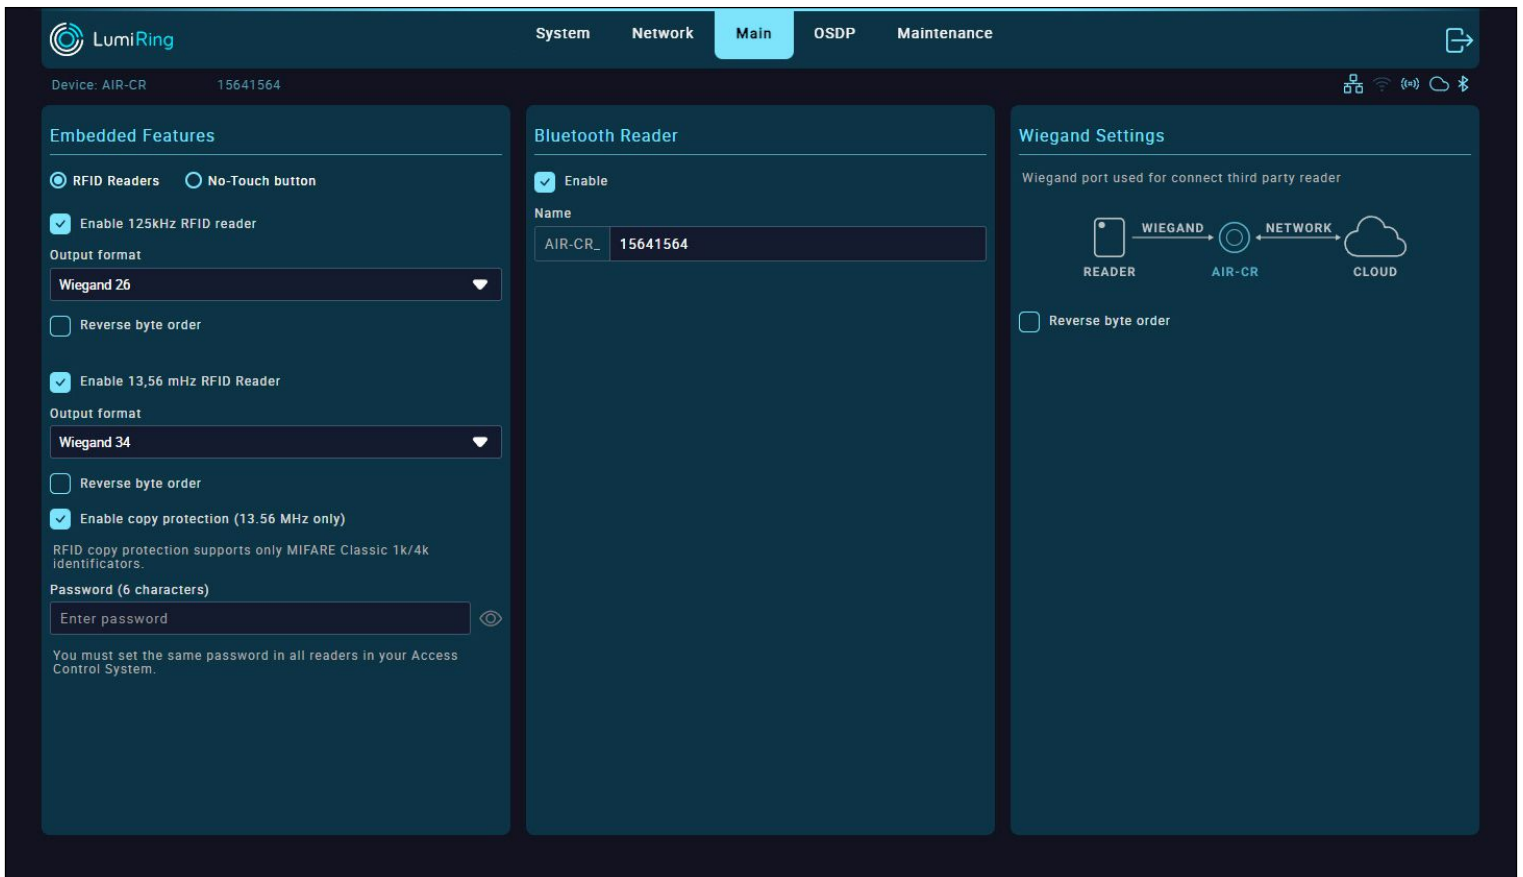 LumiRing
System Network Main OSDP Maintenance
Device: AIR-CR 15641564
Embedded Features
RFID Readers No-Touch button
Enable 125kHz RFID reader
Output format
Wiegand 26
Reverse byte order
Enable 13,56 mHz RFID Reader
Output format
Wiegand 34
Reverse byte order
Enable copy protection (13.56 MHz only)
RFID copy protection supports only MIFARE Classic 1k/4k
identificators.
Password (6 characters)
Enter password
You must set the same password in all readers in your Access
Control System.
Bluetooth Reader
Enable
Name
AIR-CR_ 15641564
Wiegand Settings
Wiegand port used for connect third party reader
WIEGAND NETWORK
READER AIR-CR CLOUD
Reverse byte order